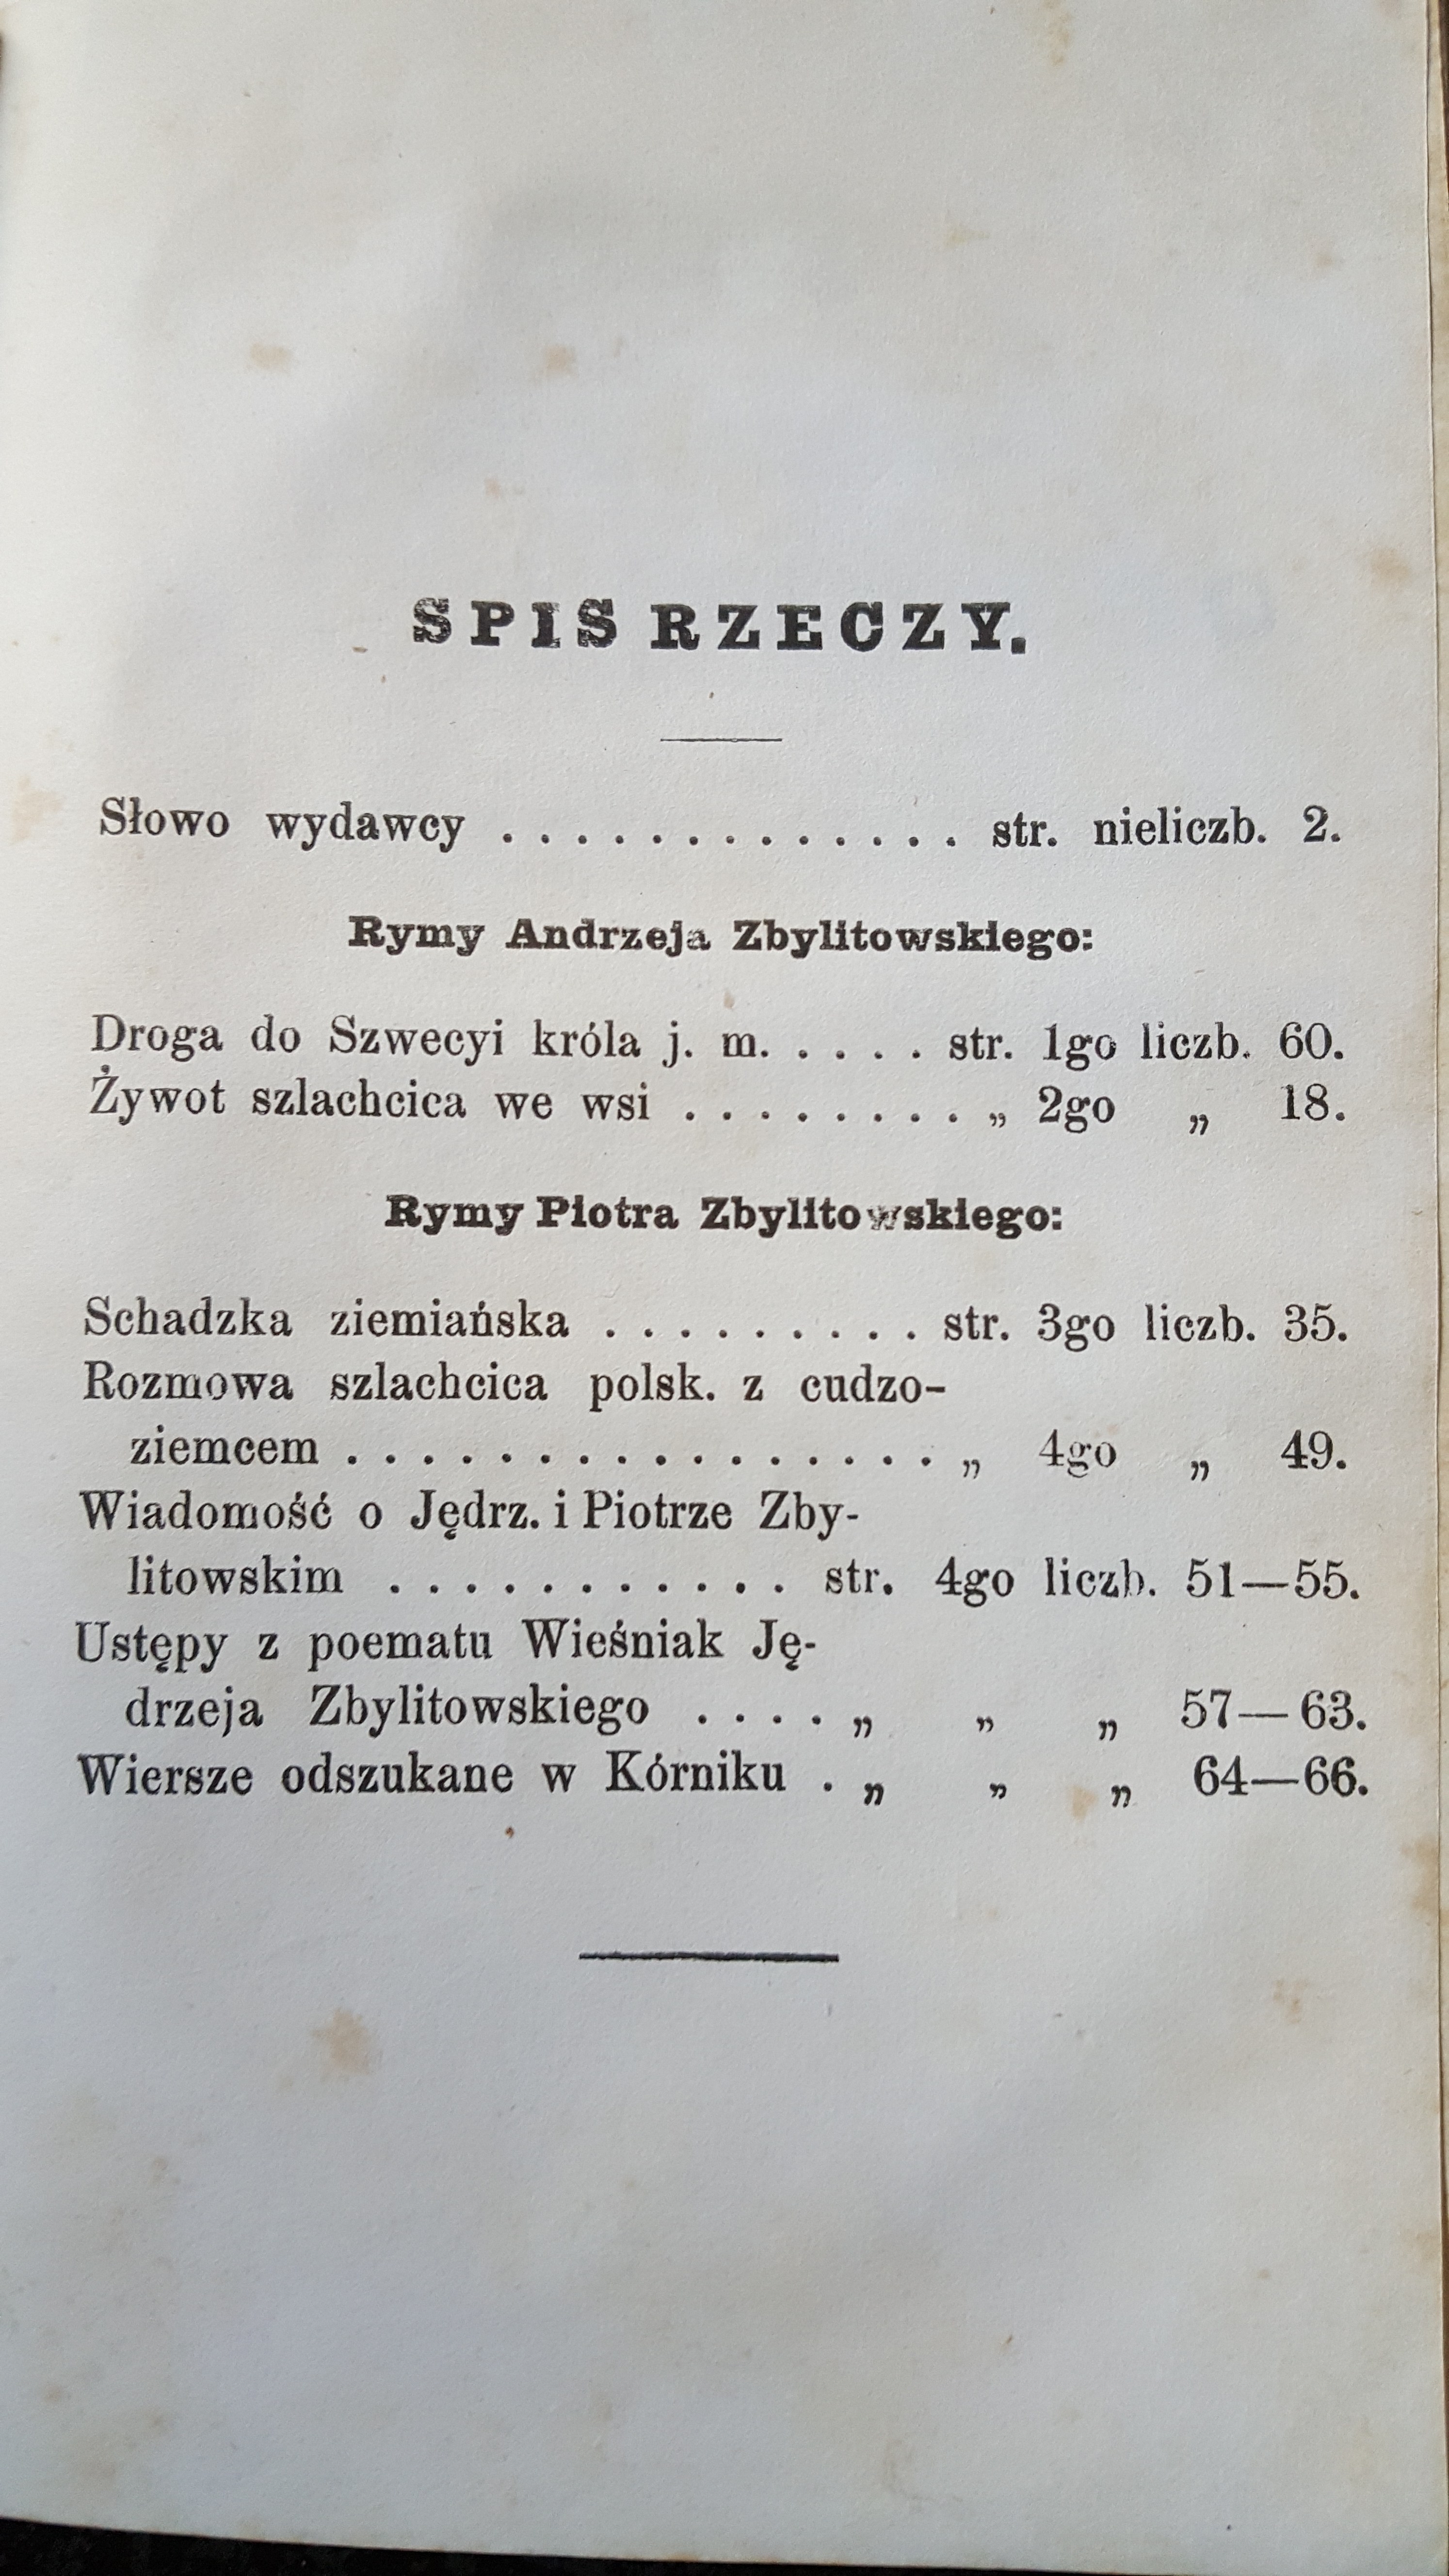 SPIS RZECZY.
Słowo wydawcy . . . . . . . . . . . . . str. nieliczb. 2.
Rymy Andrzeja Zbylitowskiego:
Droga do Szwecyi króla j. m. . . . . str. 1go liczb. 60.
Żywot szlachcica we wsi . . . . . . . . . „ 2go „ 18.
Rymy Piotra Zbylitowskiego:
Schadzka ziemiańska . . . . . . . . . str. 3go liczb. 35.
Rozmowa szlachcica polsk. z cudzo-
ziemcem . . . . . . . . . . . . . . . . . „ 4go „ 49.
Wiadomość o Jędrz. i Piotrze Zby-
litowskim . . . . . . . . . . . str. 4go liczb. 51—55.
Ustępy z poematu Wieśniak Ję-
drzeja Zbylitowskiego . . . . „ „ „ 57—63.
Wiersze odszukane w Kórniku . „ „ „ 64—66.